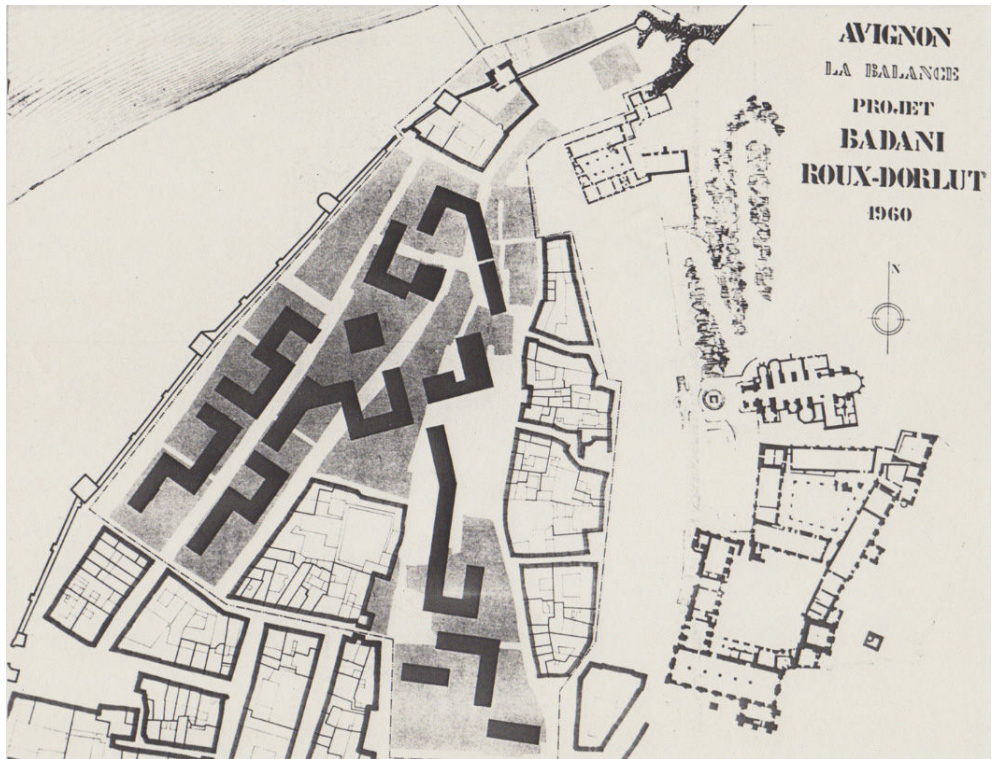 AVIGNON
LA BALANCE
PROJET
BADANI
ROUX-DORLUT
1960
N